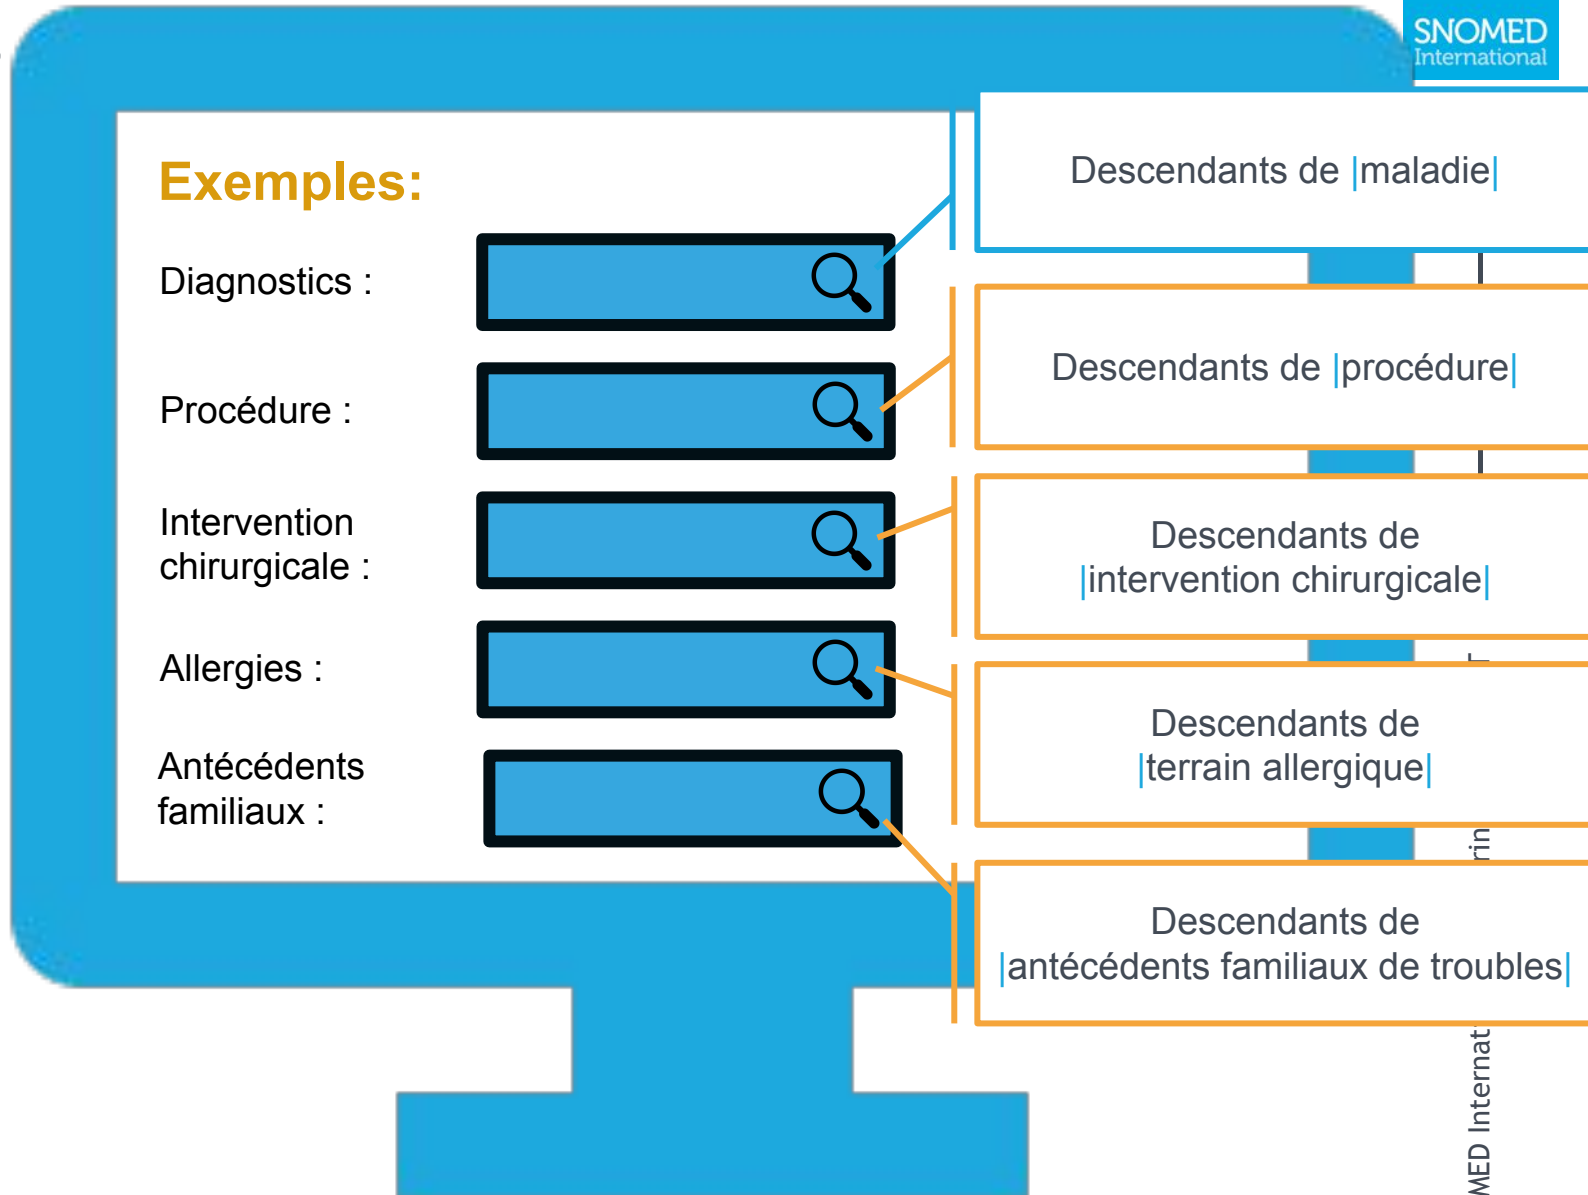 SNOMED
International
Exemples:
Diagnostics :
Procédure :
Intervention
chirurgicale :
Allergies :
Antécédents
familiaux :
Descendants de |maladie|
Descendants de |procédure|
Descendants de
|intervention chirurgicale|
Descendants de
|terrain allergique|
Descendants de
|antécédents familiaux de troubles|